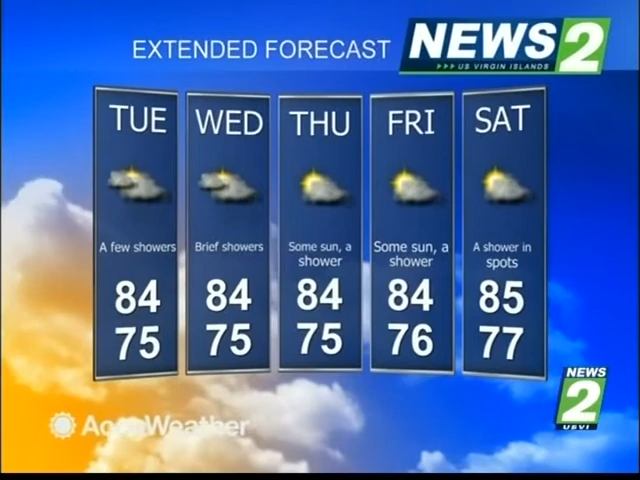 EXTENDED FORECAST
NEWS 2
US VIRGIN ISLANDS
TUE
A few showers
84
75
WED
Brief showers
84
75
THU
Some sun, a
shower
84
75
FRI
Some sun, a
shower
84
76
SAT
A shower in
spots
85
77
AccuWeather
NEWS
2
USVI